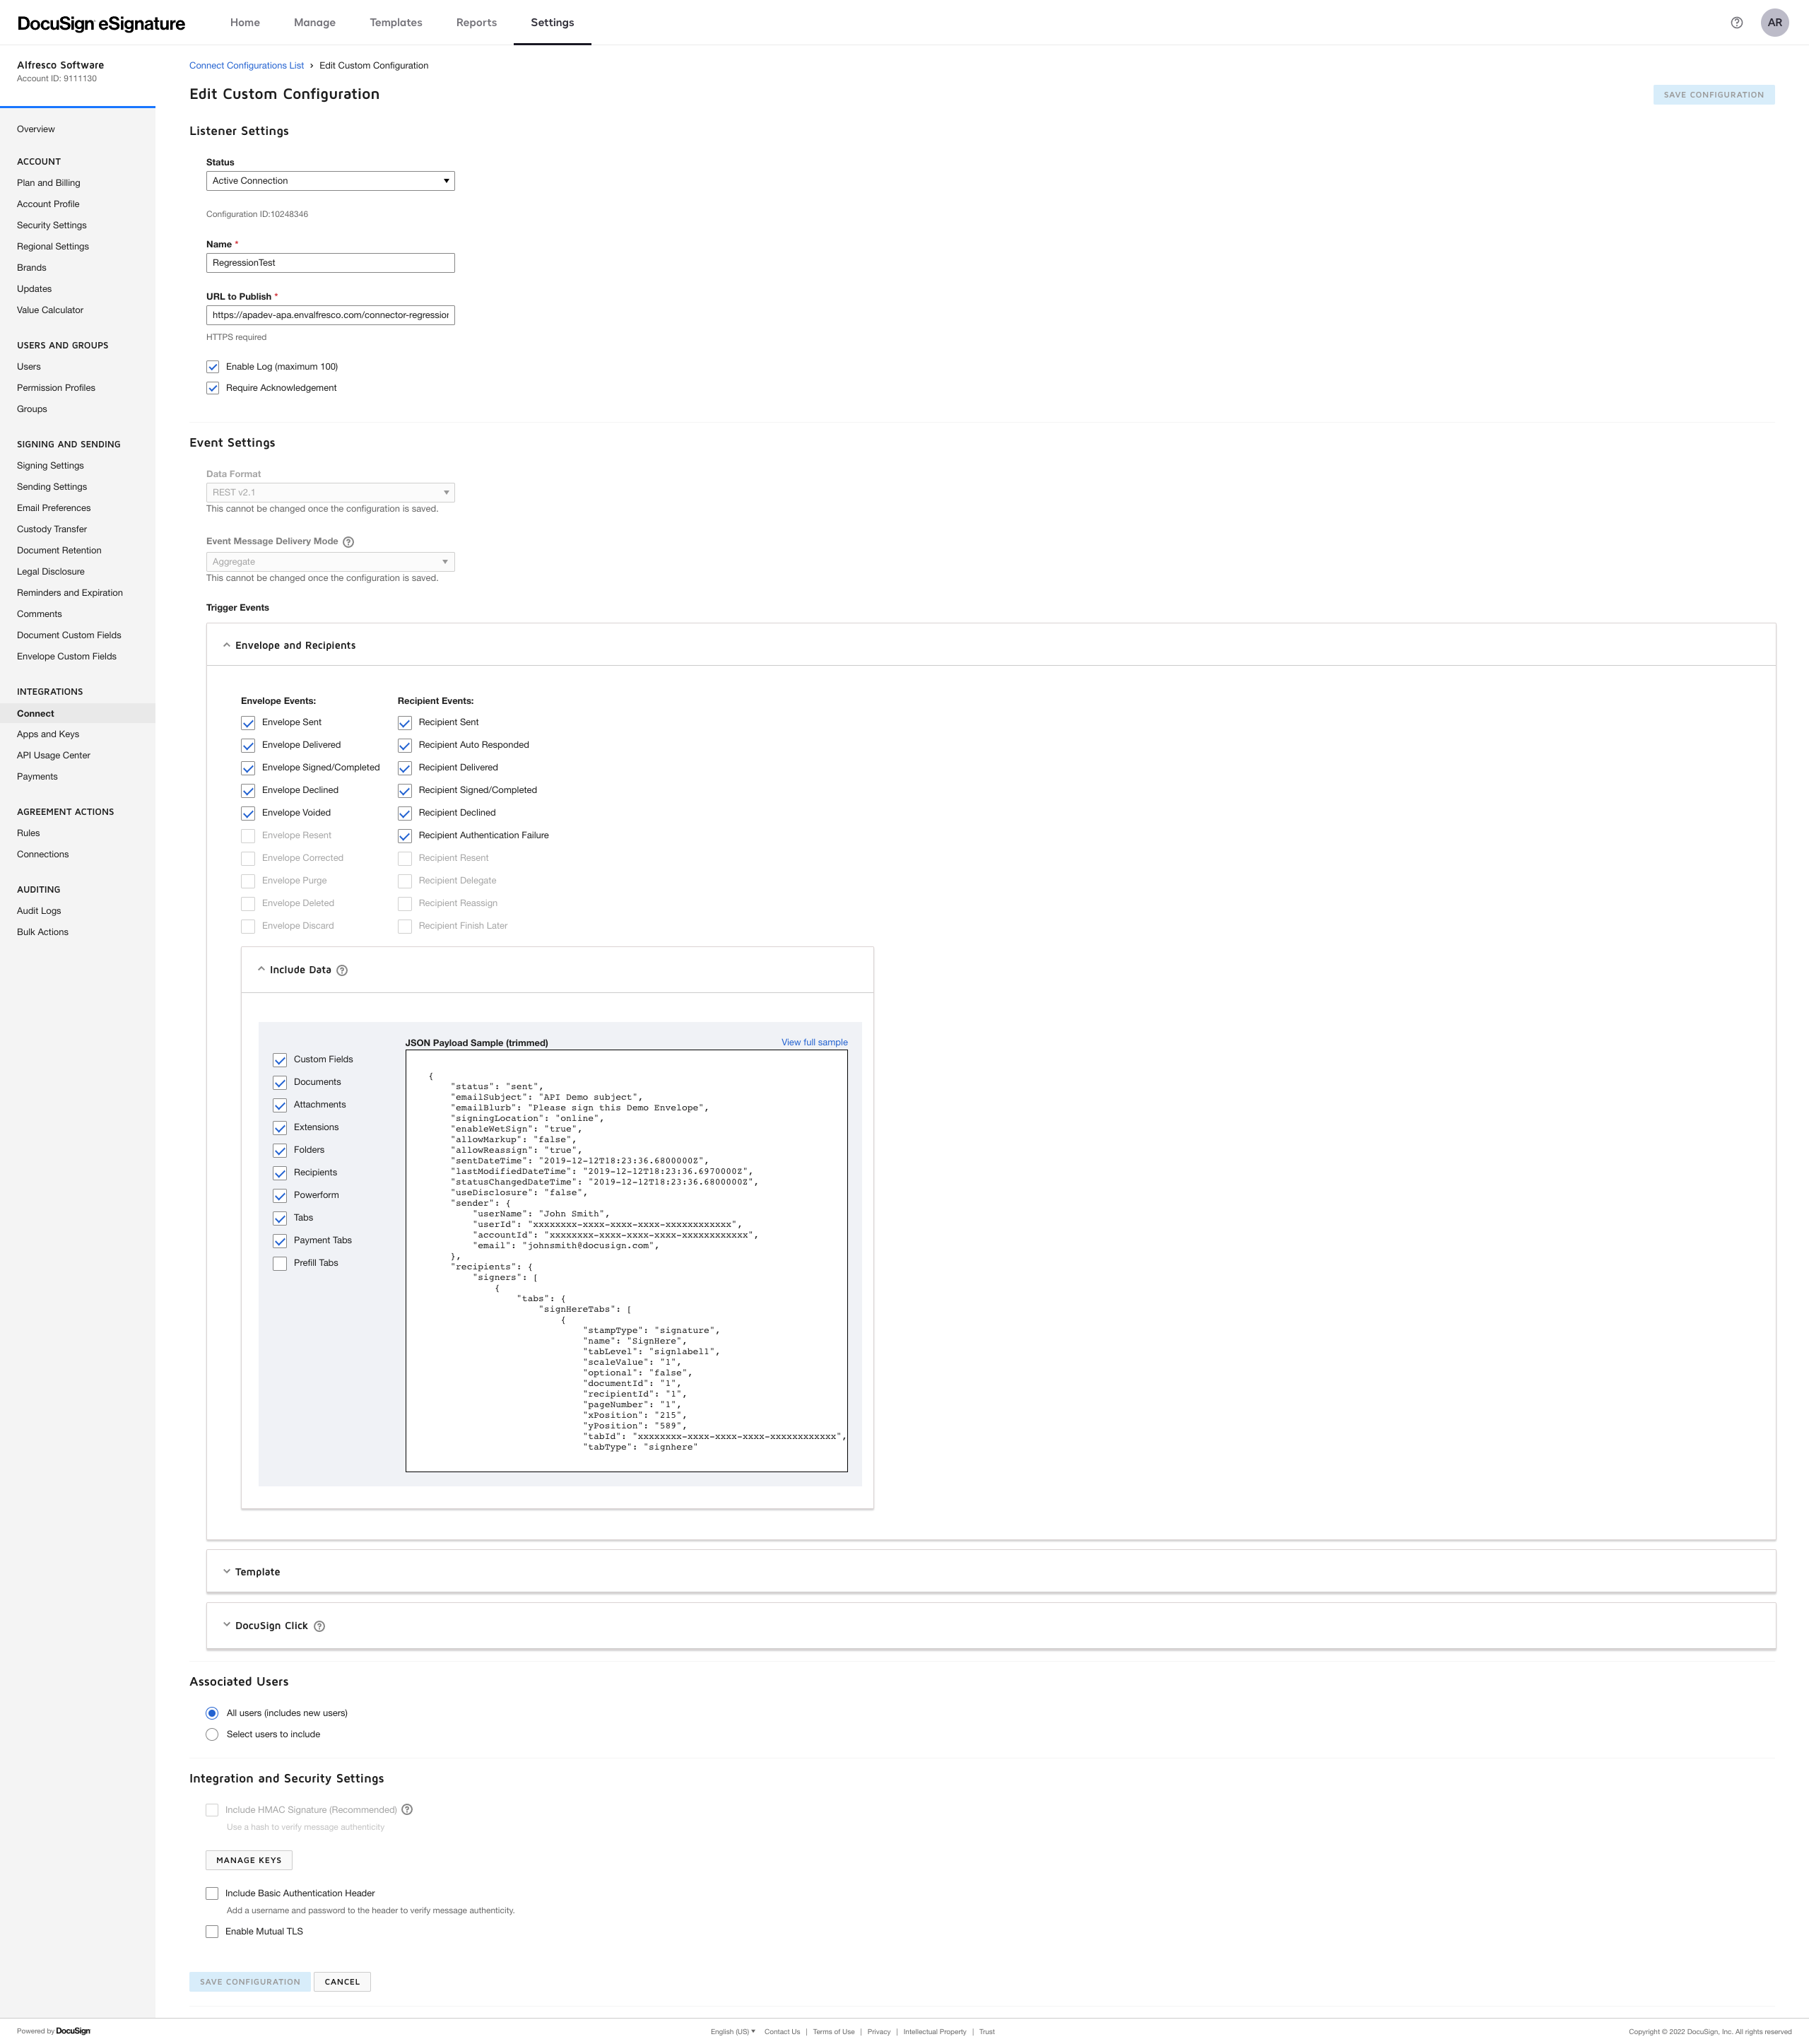 DocuSign eSignature
Home Manage Templates Reports Settings
AR
Alfresco Software
Account ID: 9111130
Overview
ACCOUNT
Plan and Billing
Account Profile
Security Settings
Regional Settings
Brands
Updates
Value Calculator
USERS AND GROUPS
Users
Permission Profiles
Groups
SIGNING AND SENDING
Signing Settings
Sending Settings
Email Preferences
Custody Transfer
Document Retention
Legal Disclosure
Reminders and Expiration
Comments
Document Custom Fields
Envelope Custom Fields
INTEGRATIONS
Connect
Apps and Keys
API Usage Center
Payments
AGREEMENT ACTIONS
Rules
Connections
AUDITING
Audit Logs
Bulk Actions
Connect Configurations List › Edit Custom Configuration
Edit Custom Configuration
SAVE CONFIGURATION
Listener Settings
Status
Active Connection
Configuration ID:10248346
Name *
RegressionTest
URL to Publish *
https://apadev-apa.envalfresco.com/connector-regression
HTTPS required
Enable Log (maximum 100)
Require Acknowledgement
Event Settings
Data Format
REST v2.1
This cannot be changed once the configuration is saved.
Event Message Delivery Mode ?
Aggregate
This cannot be changed once the configuration is saved.
Trigger Events
Envelope and Recipients
Envelope Events:
Envelope Sent
Envelope Delivered
Envelope Signed/Completed
Envelope Declined
Envelope Voided
Envelope Resent
Envelope Corrected
Envelope Purge
Envelope Deleted
Envelope Discard
Recipient Events:
Recipient Sent
Recipient Auto Responded
Recipient Delivered
Recipient Signed/Completed
Recipient Declined
Recipient Authentication Failure
Recipient Resent
Recipient Delegate
Recipient Reassign
Recipient Finish Later
Include Data ?
Custom Fields
Documents
Attachments
Extensions
Folders
Recipients
Powerform
Tabs
Payment Tabs
Prefill Tabs
JSON Payload Sample (trimmed)
View full sample
{
"status": "sent",
"emailSubject": "API Demo subject",
"emailBlurb": "Please sign this Demo Envelope",
"signingLocation": "online",
"enableWetSign": "true",
"allowMarkup": "false",
"allowReassign": "true",
"sentDateTime": "2019-12-12T18:23:36.6800000Z",
"lastModifiedDateTime": "2019-12-12T18:23:36.6970000Z",
"statusChangedDateTime": "2019-12-12T18:23:36.6800000Z",
"useDisclosure": "false",
"sender": {
"userName": "John Smith",
"userId": "xxxxxxxx-xxxx-xxxx-xxxx-xxxxxxxxxxxx",
"accountId": "xxxxxxxx-xxxx-xxxx-xxxx-xxxxxxxxxxxx",
"email": "johnsmith@docusign.com",
},
"recipients": {
"signers": [
{
"tabs": {
"signHereTabs": [
{
"stampType": "signature",
"name": "SignHere",
"tabLevel": "signlabel1",
"scaleValue": "1",
"optional": "false",
"documentId": "1",
"recipientId": "1",
"pageNumber": "1",
"xPosition": "215",
"yPosition": "589",
"tabId": "xxxxxxxx-xxxx-xxxx-xxxx-xxxxxxxxxxxx",
"tabType": "signhere"
Template
DocuSign Click ?
Associated Users
All users (includes new users)
Select users to include
Integration and Security Settings
Include HMAC Signature (Recommended) ?
Use a hash to verify message authenticity
MANAGE KEYS
Include Basic Authentication Header
Add a username and password to the header to verify message authenticity.
Enable Mutual TLS
SAVE CONFIGURATION CANCEL
Powered by DocuSign
English (US) Contact Us | Terms of Use | Privacy | Intellectual Property | Trust
Copyright © 2022 DocuSign, Inc. All rights reserved